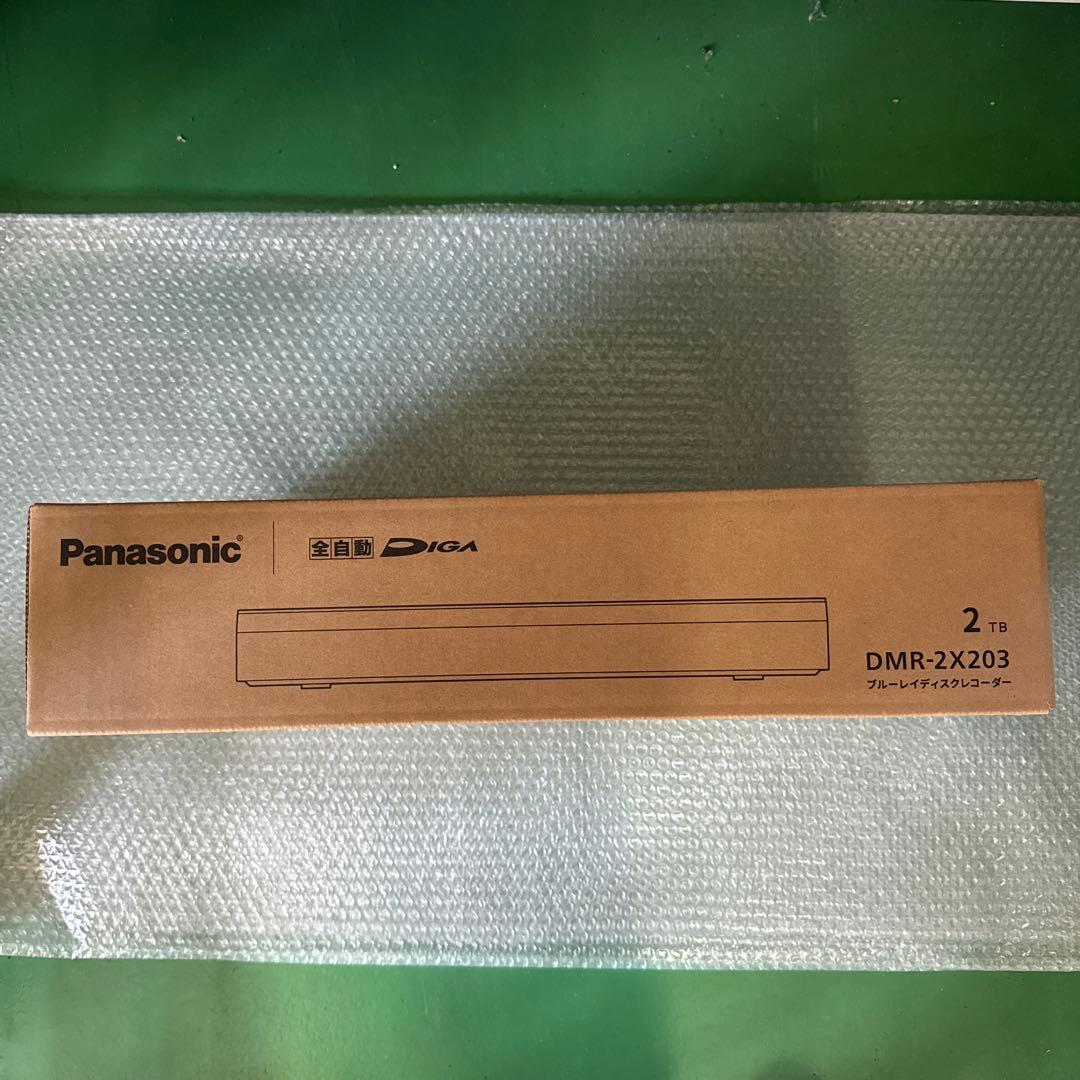 Panasonic®
全自動 DIGA
2 TB
DMR-2X203
ブルーレイディスクレコーダー